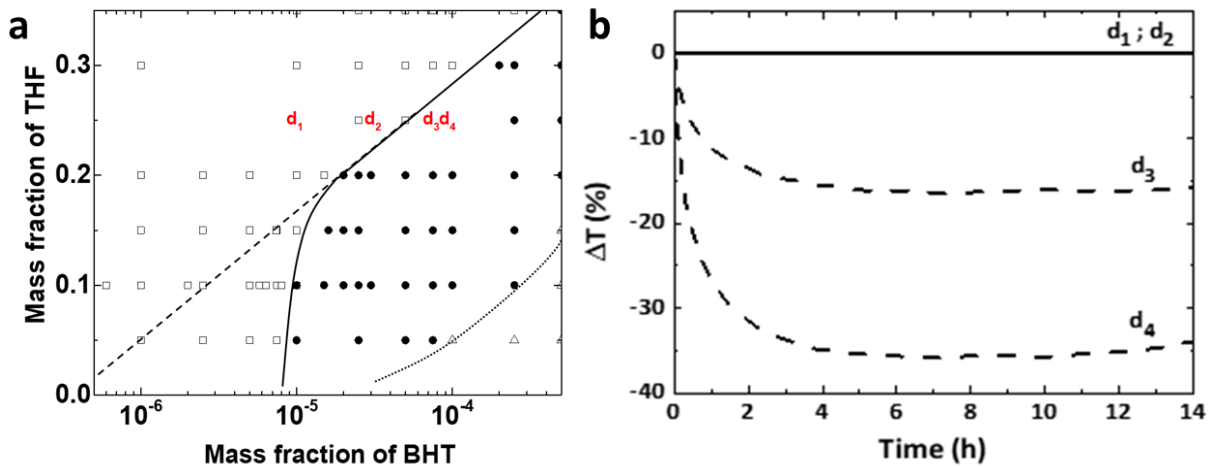 a
Mass fraction of THF
0.3
0.2
0.1
0.0
d₁
d₂
d₃d₄
10⁻⁶
10⁻⁵
10⁻⁴
Mass fraction of BHT
b
d₁ ; d₂
ΔT (%)
0
-10
-20
-30
-40
d₃
d₄
0
2
4
6
8
10
12
14
Time (h)